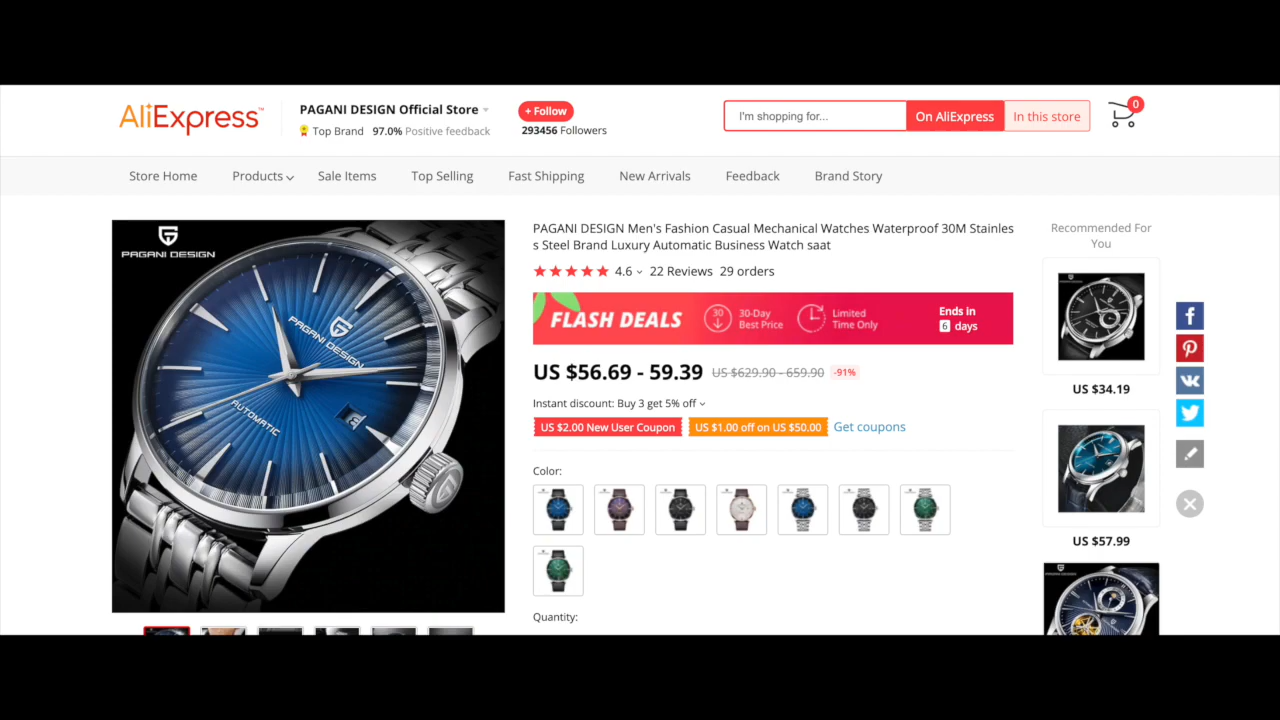 AliExpress™
PAGANI DESIGN Official Store
Top Brand 97.0% Positive feedback
+ Follow
293456 Followers
I'm shopping for...
On AliExpress
In this store
0
Store Home
Products
Sale Items
Top Selling
Fast Shipping
New Arrivals
Feedback
Brand Story
PAGANI DESIGN
PAGANI DESIGN
AUTOMATIC
PAGANI DESIGN Men's Fashion Casual Mechanical Watches Waterproof 30M Stainles
s Steel Brand Luxury Automatic Business Watch saat
4.6 22 Reviews 29 orders
FLASH DEALS
30
30-Day
Best Price
Limited
Time Only
Ends in
6 days
US $56.69 - 59.39 US $629.90 - 659.90 -91%
Instant discount: Buy 3 get 5% off
US $2.00 New User Coupon
US $1.00 off on US $50.00
Get coupons
Color:
Quantity:
Recommended For
You
US $34.19
US $57.99
PAGANI DESIGN